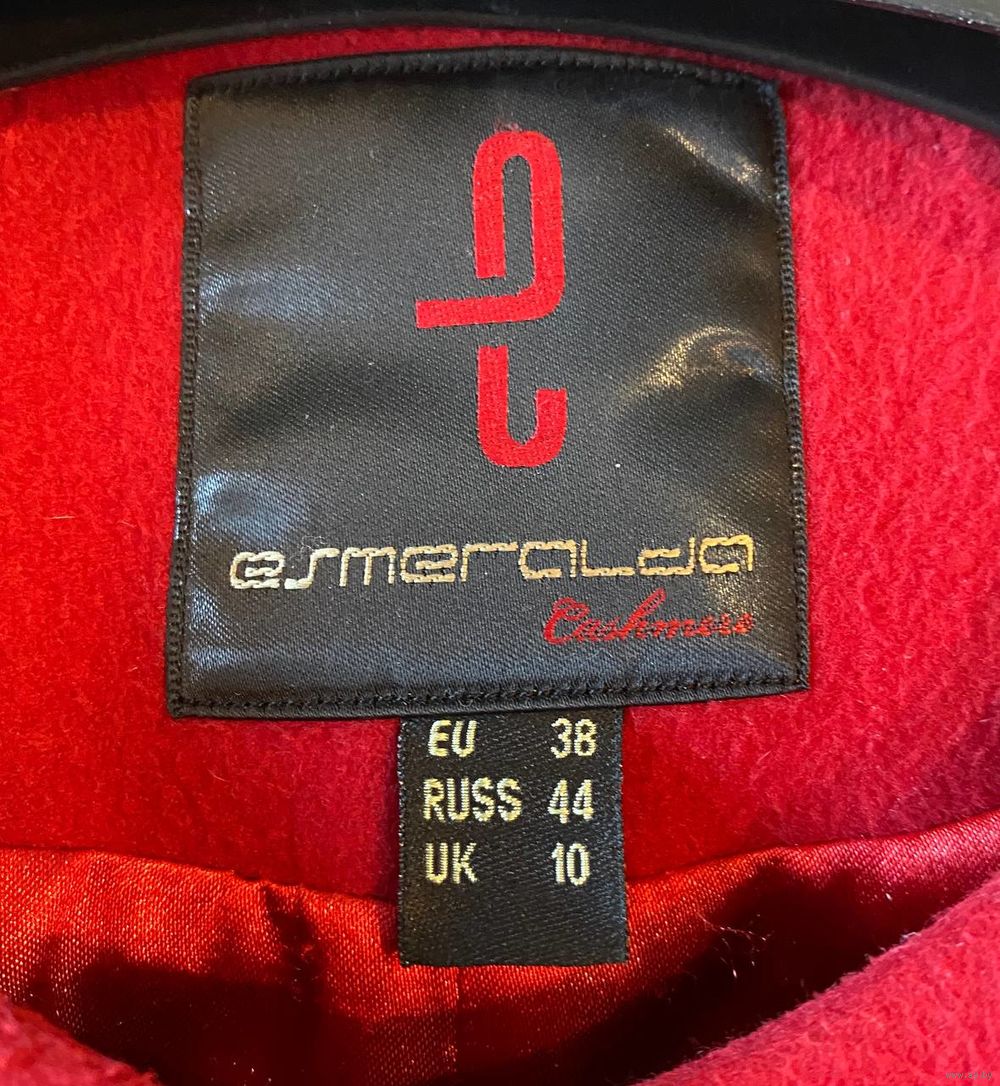 esmeralda
Cashmere
EU 38
RUSS 44
UK 10